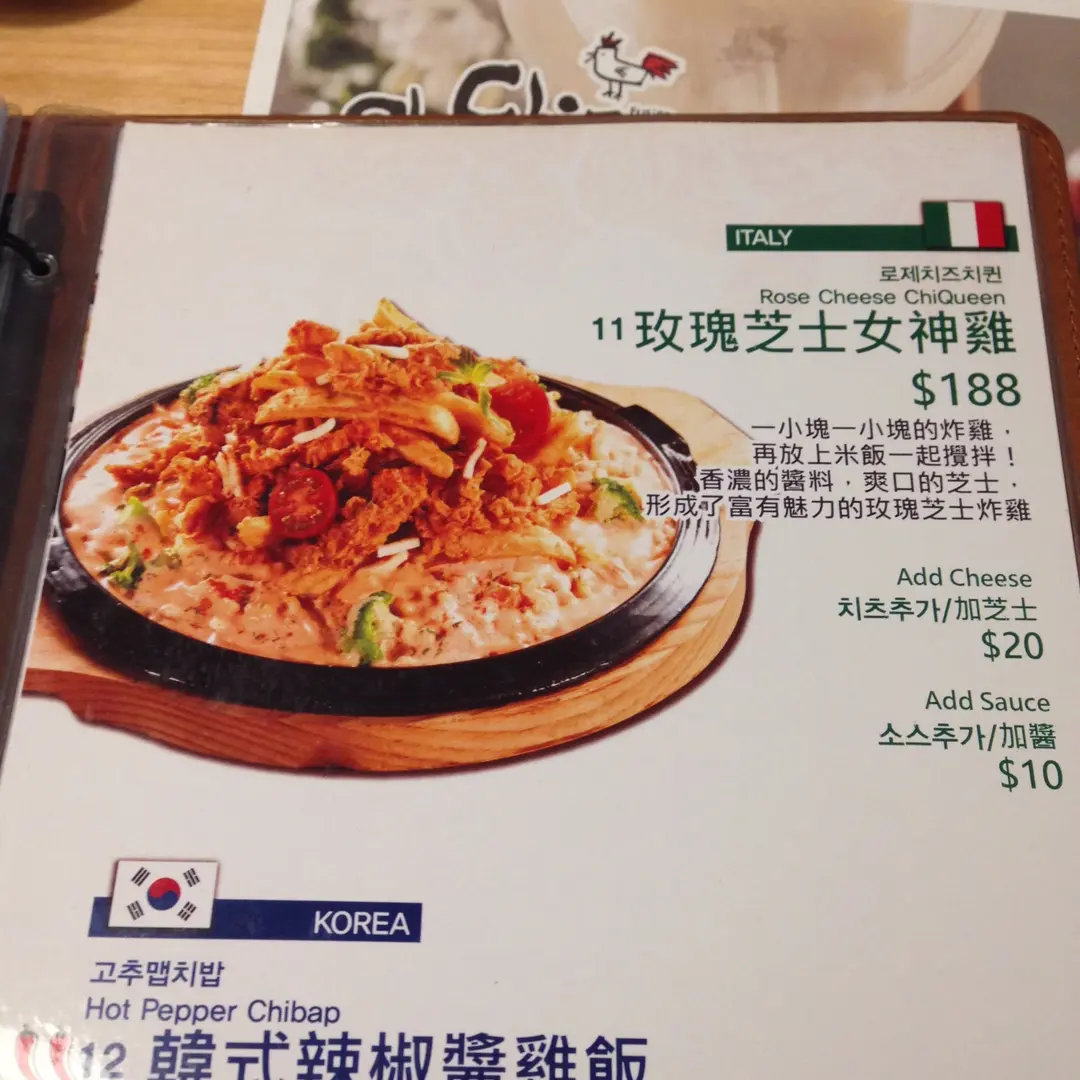 ITALY
로제치즈치퀸
Rose Cheese ChiQueen
11 玫瑰芝士女神雞
$188
一小塊一小塊的炸雞，
再放上米飯一起攪拌！
香濃的醬料，爽口的芝士，
形成了富有魅力的玫瑰芝士炸雞
Add Cheese
치츠추가/加芝士
$20
Add Sauce
소스추가/加醬
$10
KOREA
고추맵치밥
Hot Pepper Chibap
12 韓式辣椒醬雞飯